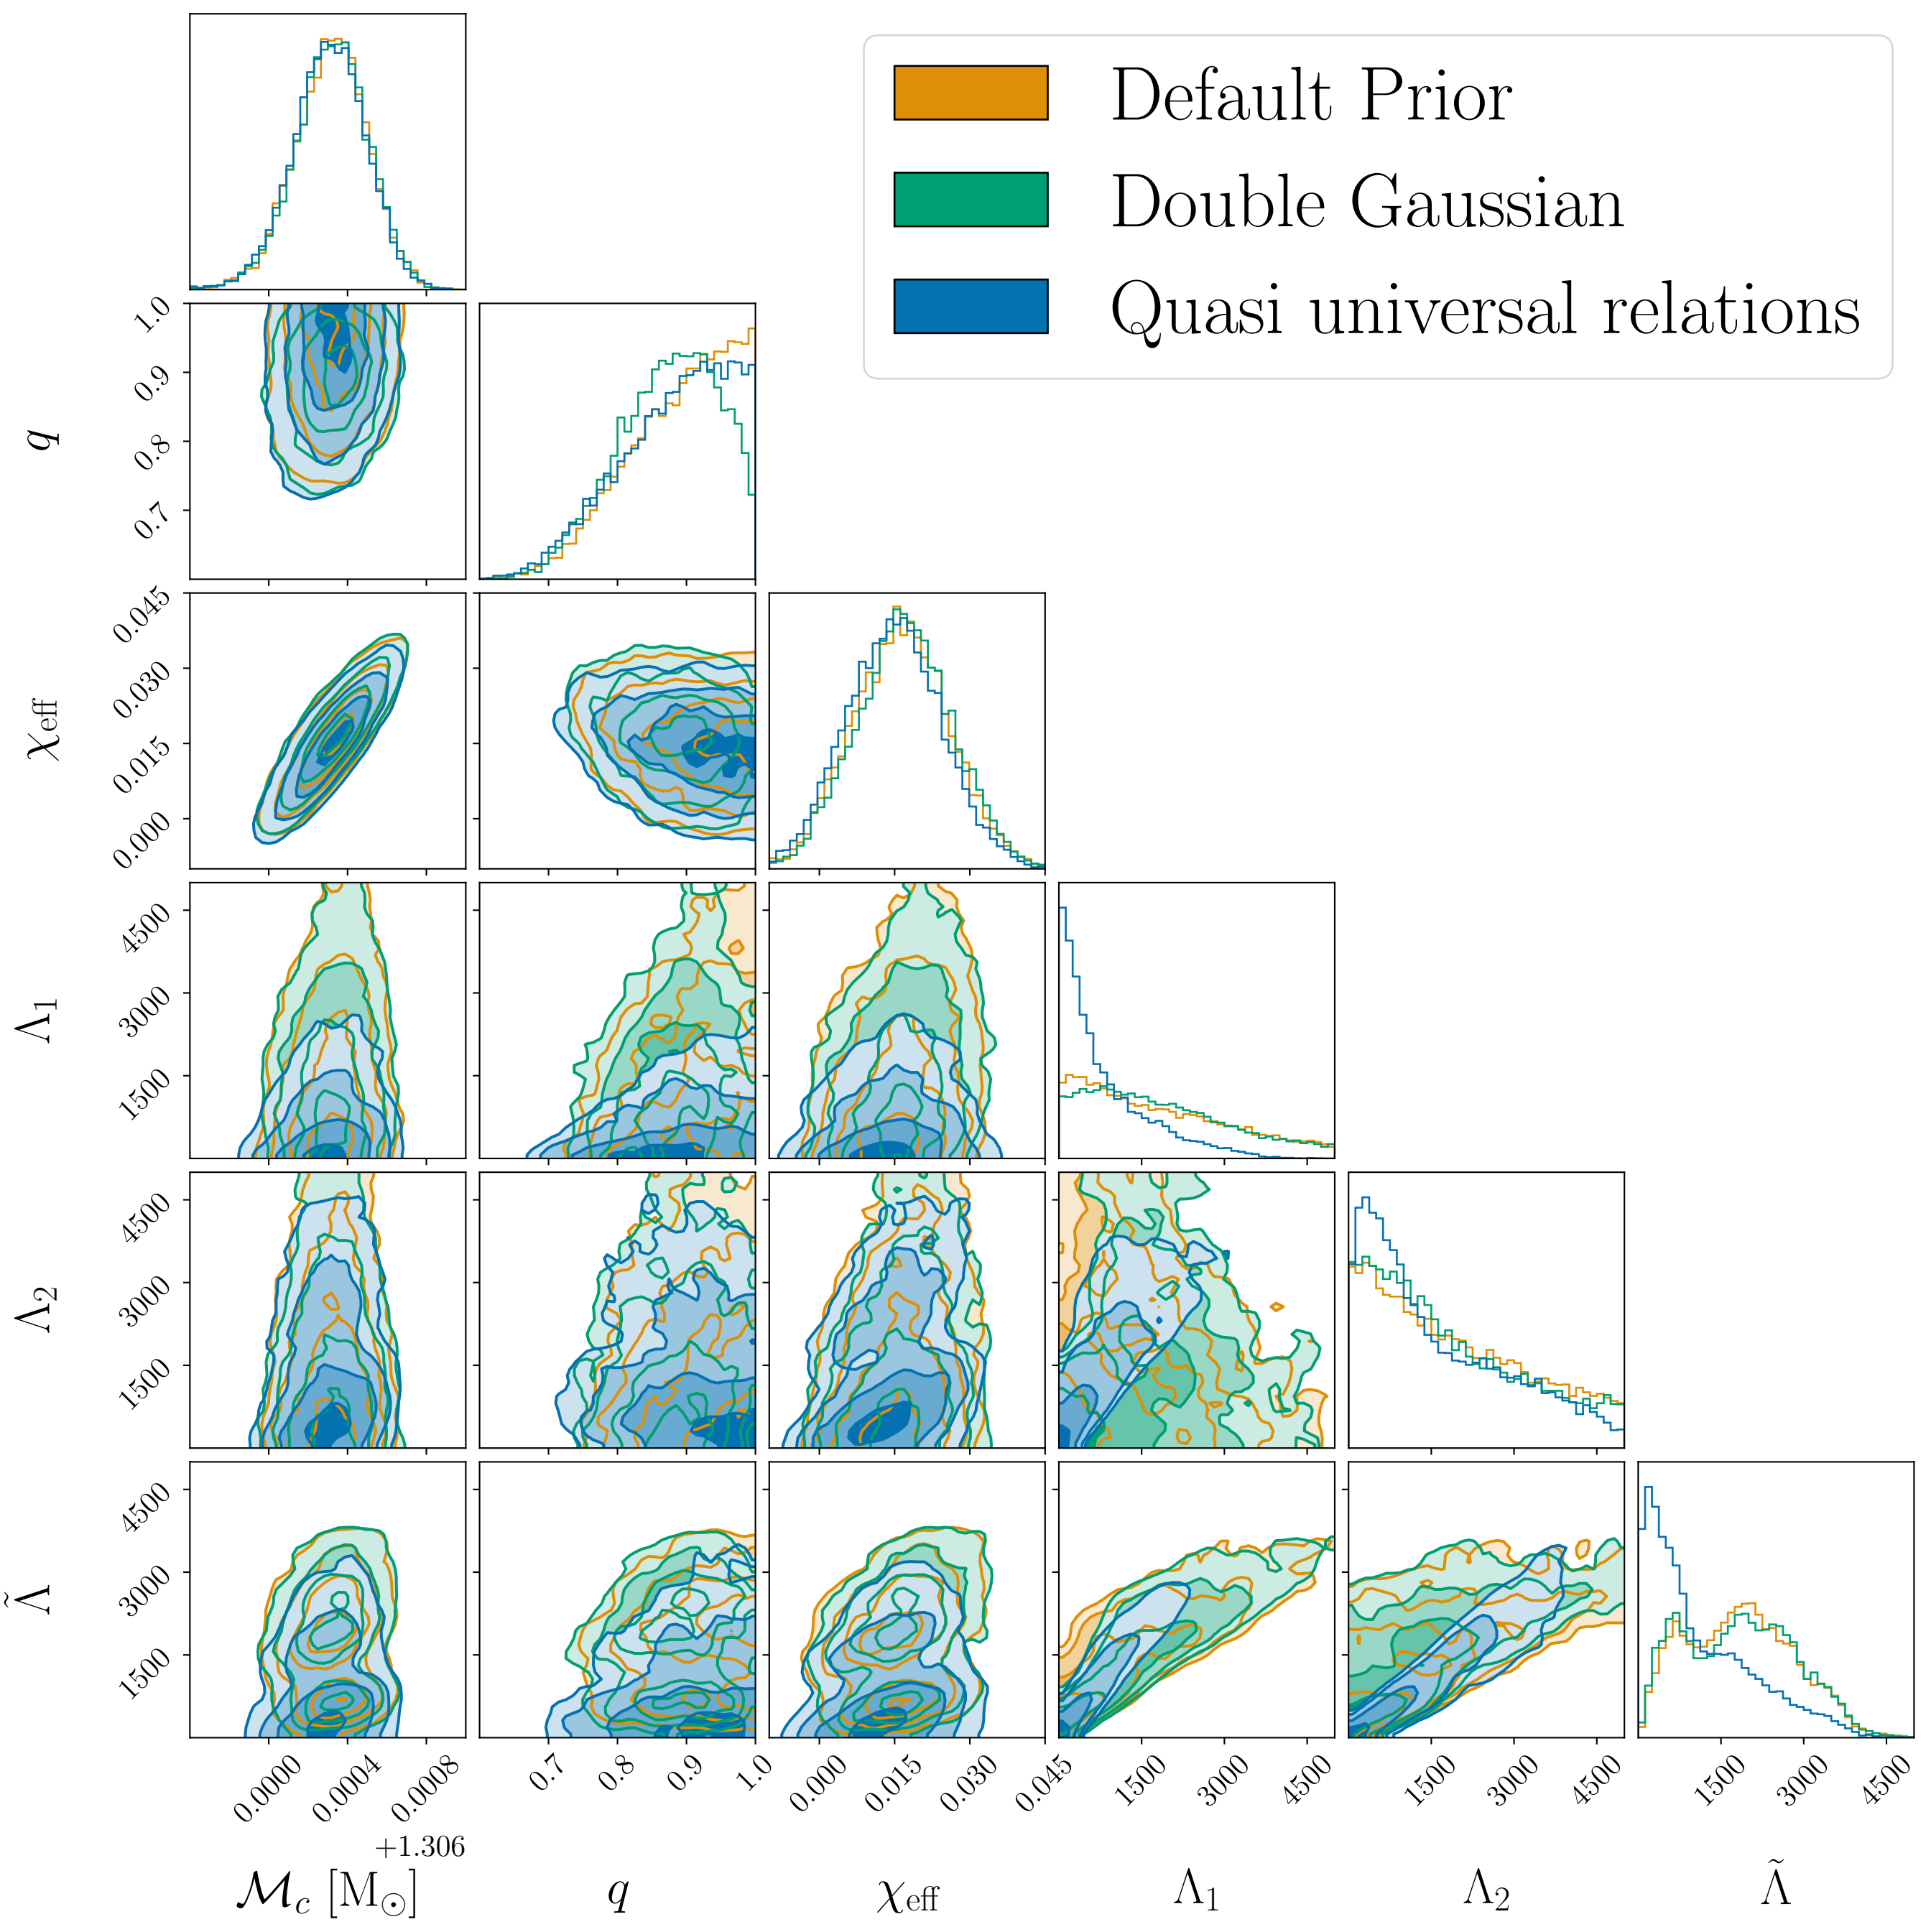 Default Prior
Double Gaussian
Quasi universal relations
1.0
0.9
0.8
0.7
q
0.045
0.030
0.015
0.000
χeff
4500
3000
1500
Λ1
4500
3000
1500
Λ2
4500
3000
1500
Λ̃
0.0000 0.0004 0.0008
0.7 0.8 0.9 1.0
0.000 0.015 0.030 0.045
1500 3000 4500
1500 3000 4500
1500 3000 4500
+1.306
ℳc [M⊙] q χeff Λ1 Λ2 Λ̃